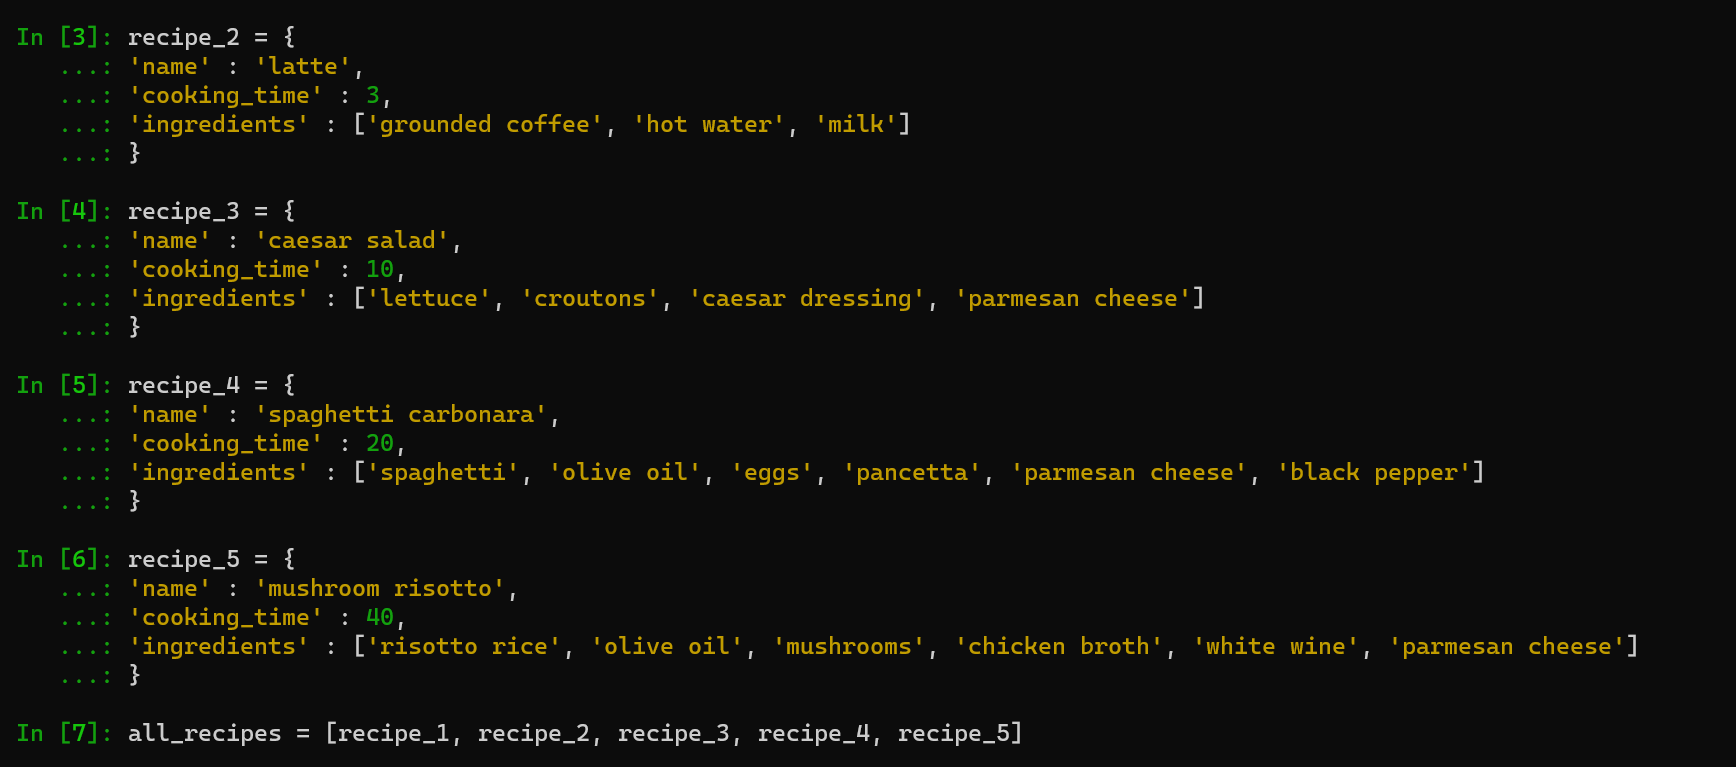 In [3]: recipe_2 = {
   ...: 'name' : 'latte',
   ...: 'cooking_time' : 3,
   ...: 'ingredients' : ['grounded coffee', 'hot water', 'milk']
   ...: }

In [4]: recipe_3 = {
   ...: 'name' : 'caesar salad',
   ...: 'cooking_time' : 10,
   ...: 'ingredients' : ['lettuce', 'croutons', 'caesar dressing', 'parmesan cheese']
   ...: }

In [5]: recipe_4 = {
   ...: 'name' : 'spaghetti carbonara',
   ...: 'cooking_time' : 20,
   ...: 'ingredients' : ['spaghetti', 'olive oil', 'eggs', 'pancetta', 'parmesan cheese', 'black pepper']
   ...: }

In [6]: recipe_5 = {
   ...: 'name' : 'mushroom risotto',
   ...: 'cooking_time' : 40,
   ...: 'ingredients' : ['risotto rice', 'olive oil', 'mushrooms', 'chicken broth', 'white wine', 'parmesan cheese']
   ...: }

In [7]: all_recipes = [recipe_1, recipe_2, recipe_3, recipe_4, recipe_5]